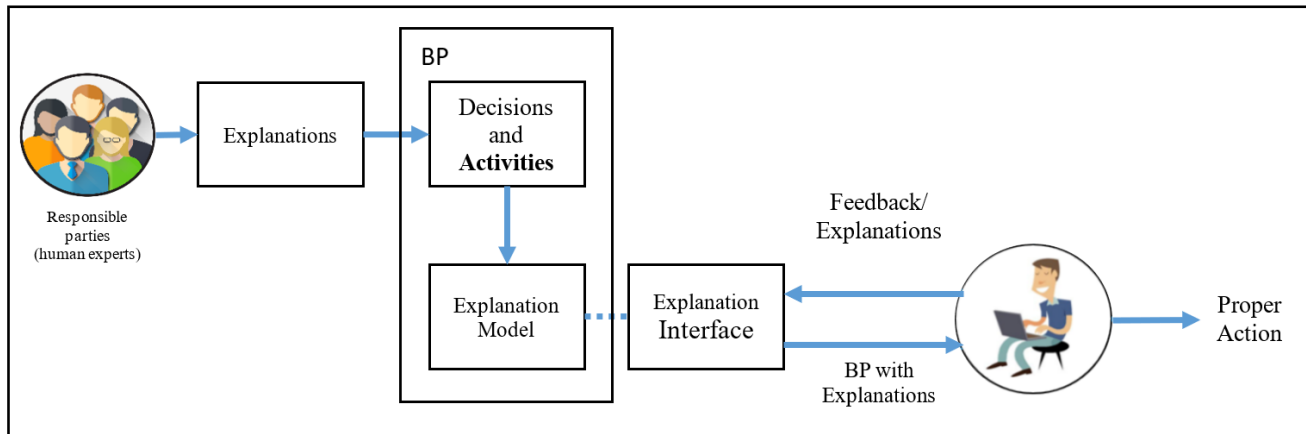 Responsible
parties
(human experts)
Explanations
BP
Decisions
and
Activities
Explanation
Model
Explanation
Interface
Feedback/
Explanations
BP with
Explanations
Proper
Action